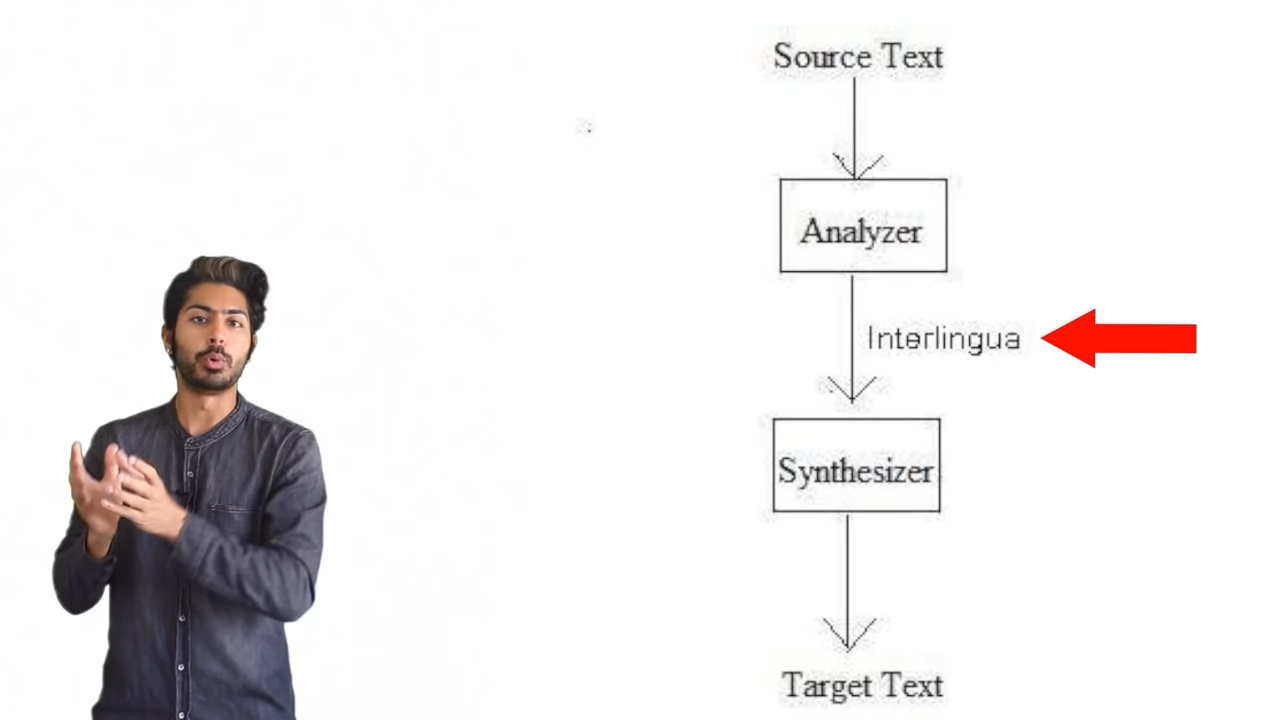 Source Text
Analyzer
Interlingua
Synthesizer
Target Text